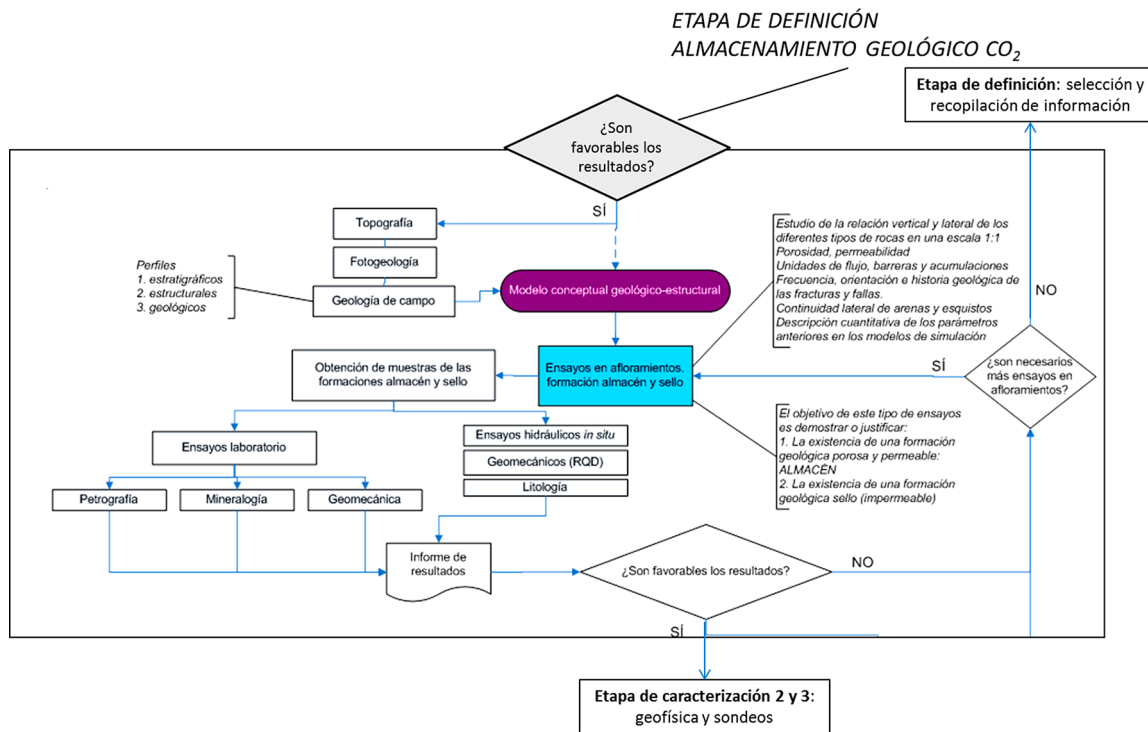 ETAPA DE DEFINICIÓN
ALMACENAMIENTO GEOLÓGICO CO₂
Etapa de definición: selección y
recopilación de información
¿Son
favorables los
resultados?
SÍ
Topografía
Fotogeología
Geología de campo
Perfiles
1. estratigráficos
2. estructurales
3. geológicos
Modelo conceptual geológico-estructural
Estudio de la relación vertical y lateral de los
diferentes tipos de rocas en una escala 1:1
Porosidad, permeabilidad
Unidades de flujo, barreras y acumulaciones
Frecuencia, orientación e historia geológica de
las fracturas y fallas.
Continuidad lateral de arenas y esquistos
Descripción cuantitativa de los parámetros
anteriores en los modelos de simulación
NO
Obtención de muestras de las
formaciones almacén y sello
Ensayos en afloramientos.
formación almacén y sello
SÍ
¿son necesarios
más ensayos en
afloramientos?
El objetivo de este tipo de ensayos
es demostrar o justificar:
1. La existencia de una formación
geológica porosa y permeable:
ALMACÉN
2. La existencia de una formación
geológica sello (impermeable)
Ensayos laboratorio
Ensayos hidráulicos in situ
Geomecánicos (RQD)
Litología
Petrografía
Mineralogía
Geomecánica
Informe de
resultados
¿Son favorables los resultados?
NO
SÍ
Etapa de caracterización 2 y 3:
geofísica y sondeos